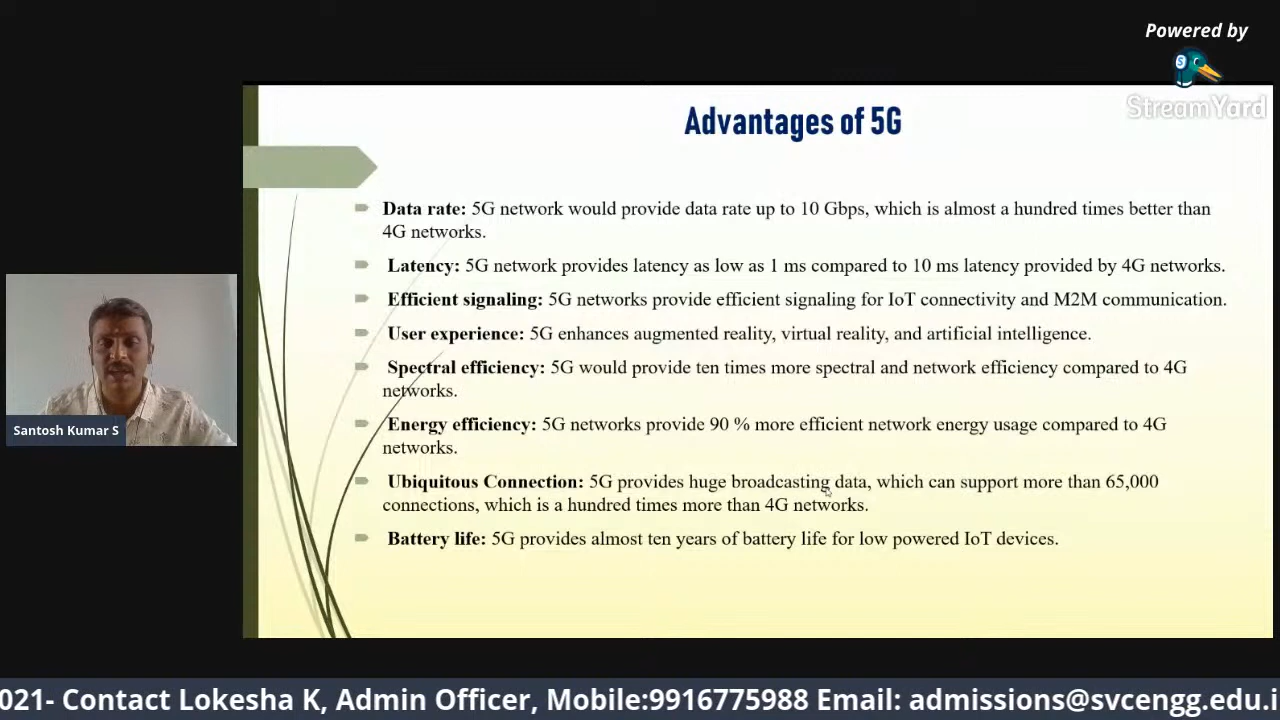 Powered by
StreamYard
Advantages of 5G
Data rate: 5G network would provide data rate up to 10 Gbps, which is almost a hundred times better than
4G networks.
Latency: 5G network provides latency as low as 1 ms compared to 10 ms latency provided by 4G networks.
Efficient signaling: 5G networks provide efficient signaling for IoT connectivity and M2M communication.
User experience: 5G enhances augmented reality, virtual reality, and artificial intelligence.
Spectral efficiency: 5G would provide ten times more spectral and network efficiency compared to 4G
networks.
Energy efficiency: 5G networks provide 90 % more efficient network energy usage compared to 4G
networks.
Ubiquitous Connection: 5G provides huge broadcasting data, which can support more than 65,000
connections, which is a hundred times more than 4G networks.
Battery life: 5G provides almost ten years of battery life for low powered IoT devices.
Santosh Kumar S
021- Contact Lokesha K, Admin Officer, Mobile:9916775988 Email: admissions@svcengg.edu.i